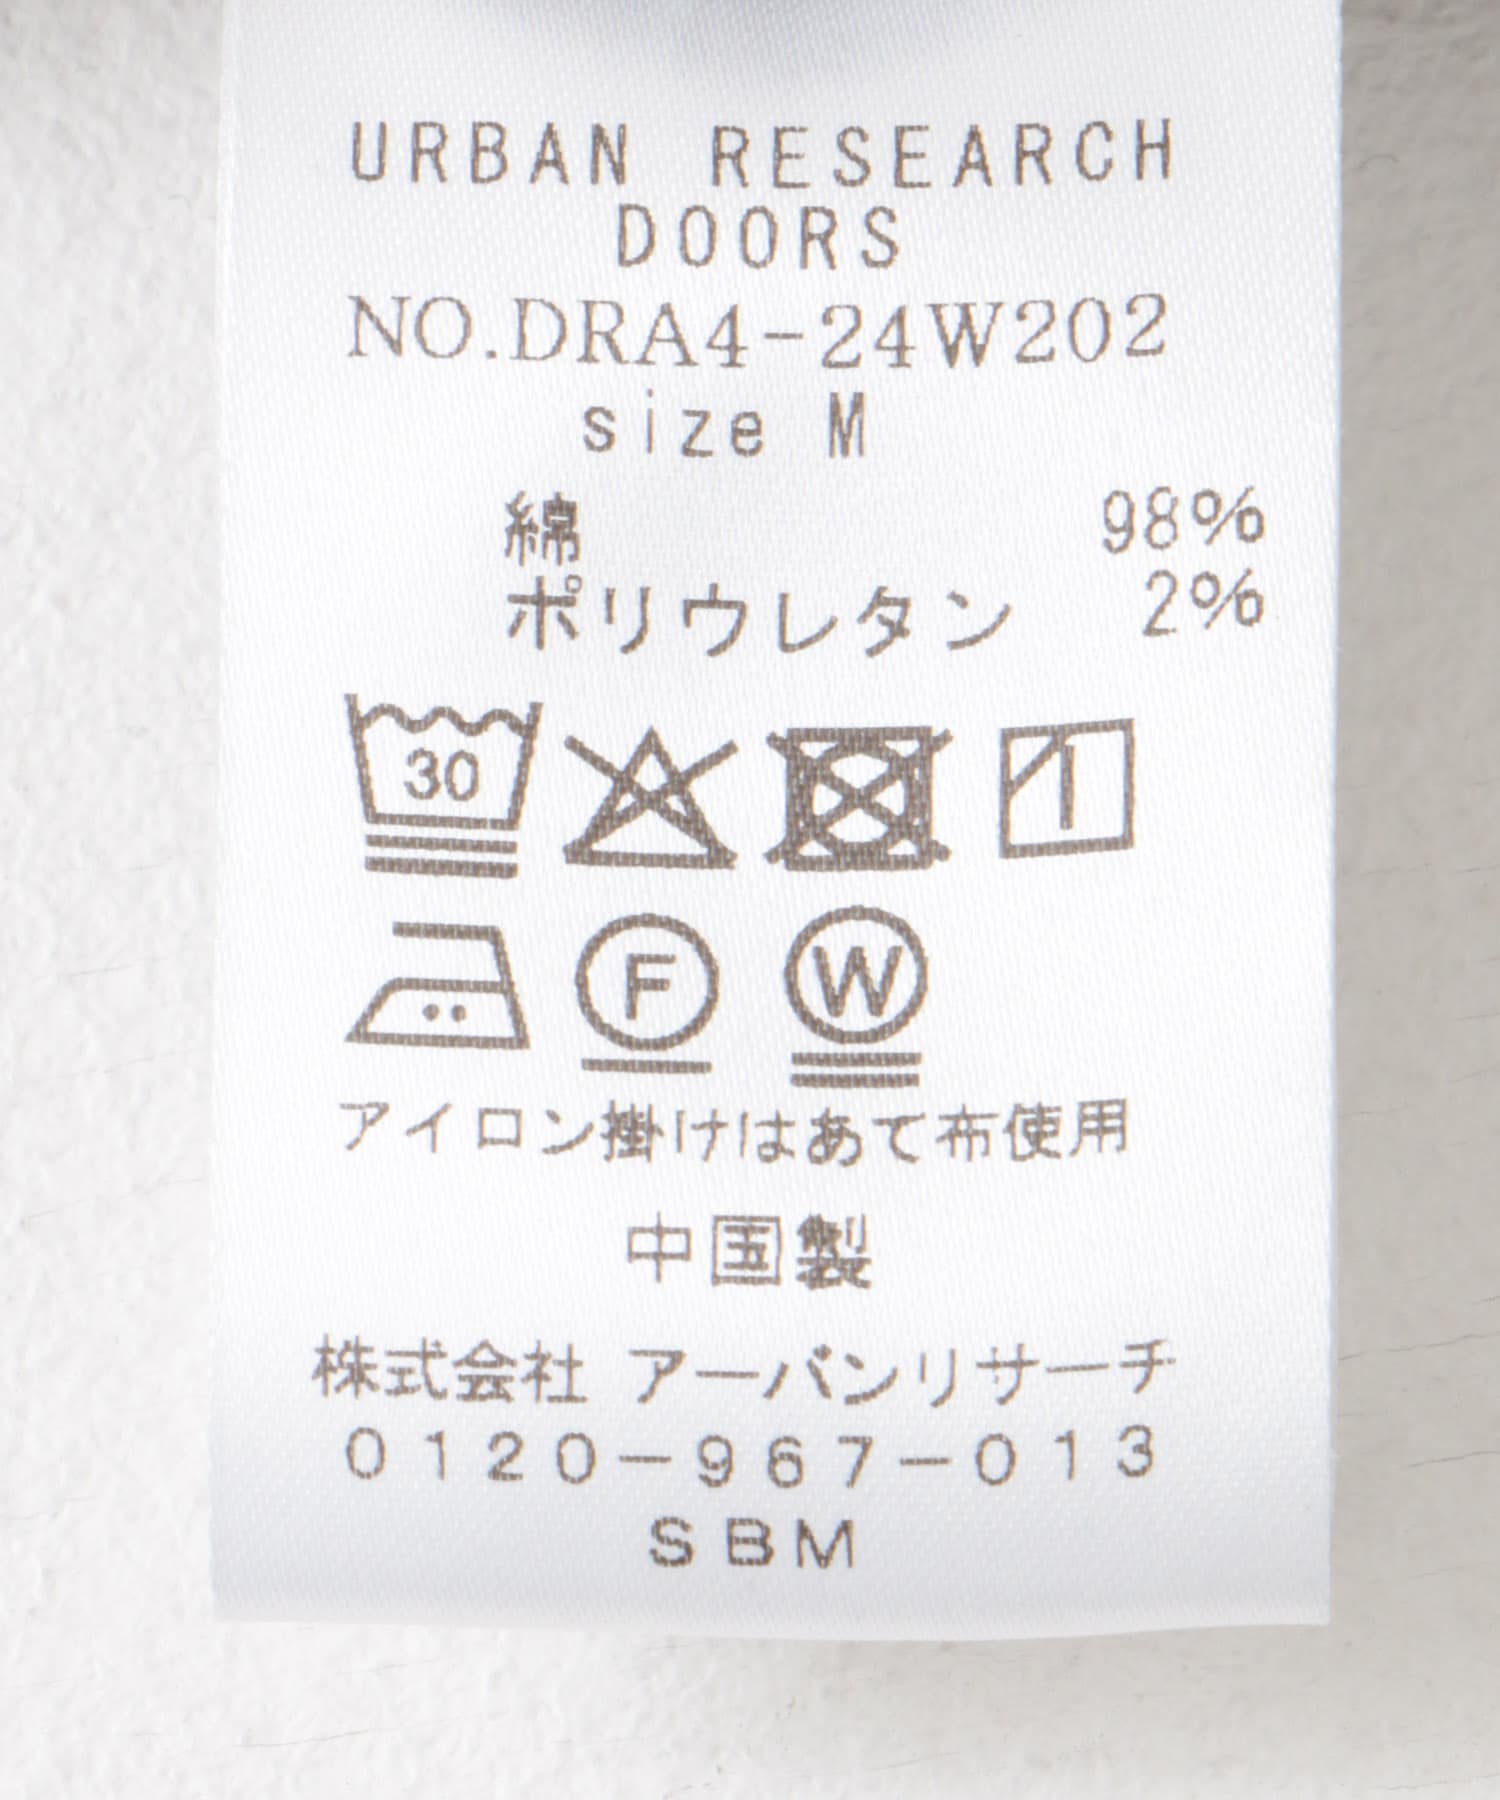 URBAN RESEARCH
DOORS
NO.DRA4-24W202
size M
綿 98%
ポリウレタン 2%
30
F W
アイロン掛けはあて布使用
中国製
株式会社 アーバンリサーチ
0120-967-013
SBM